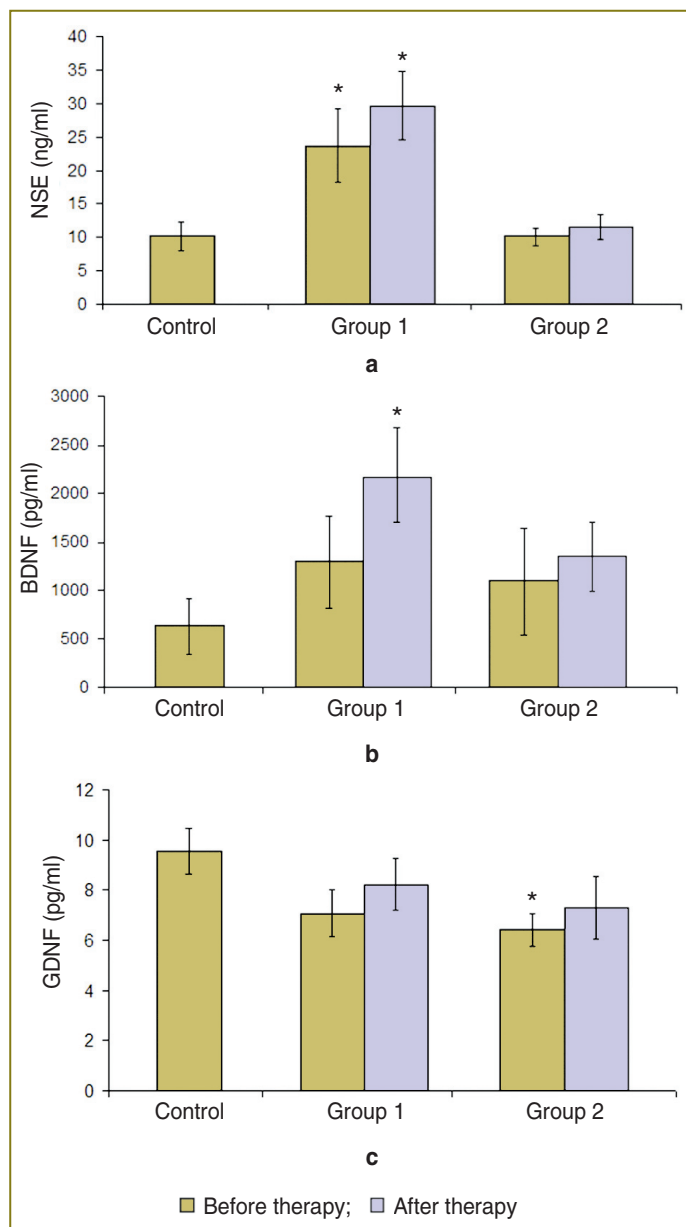 40
35
30
25
20
15
10
5
0
NSE (ng/ml)
*
*
Control Group 1 Group 2
a
3000
2500
2000
1500
1000
500
0
BDNF (pg/ml)
*
Control Group 1 Group 2
b
12
10
8
6
4
2
0
GDNF (pg/ml)
*
Control Group 1 Group 2
c
Before therapy; After therapy